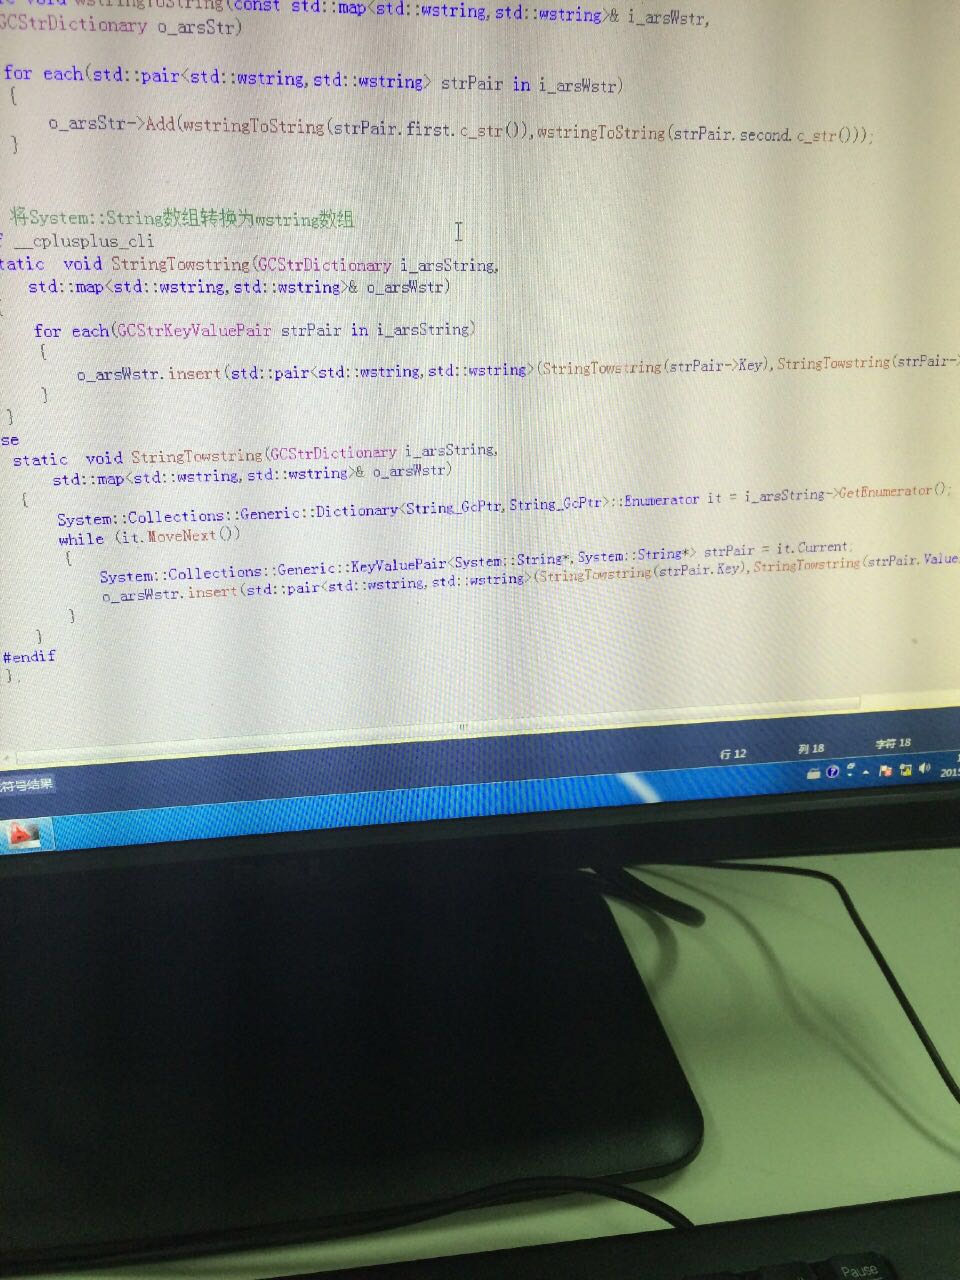 void wstringToString(const std::map<std::wstring,std::wstring>& i_arsWstr,
GCStrDictionary o_arsStr)
for each(std::pair<std::wstring,std::wstring> strPair in i_arsWstr)
{
o_arsStr->Add(wstringToString(strPair.first.c_str()),wstringToString(strPair.second.c_str()));
}
将System::String数组转换为wstring数组
f __cplusplus_cli
tatic void StringTowstring(GCStrDictionary i_arsString,
std::map<std::wstring,std::wstring>& o_arsWstr)
{
for each(GCStrKeyValuePair strPair in i_arsString)
{
o_arsWstr.insert(std::pair<std::wstring,std::wstring>(StringTowstring(strPair->Key),StringTowstring(strPair->
}
}
se
static void StringTowstring(GCStrDictionary i_arsString,
std::map<std::wstring,std::wstring>& o_arsWstr)
{
System::Collections::Generic::Dictionary<String_GcPtr,String_GcPtr>::Enumerator it = i_arsString->GetEnumerator();
while (it.MoveNext())
{
System::Collections::Generic::KeyValuePair<System::String*,System::String*> strPair = it.Current;
o_arsWstr.insert(std::pair<std::wstring,std::wstring>(StringTowstring(strPair.Key),StringTowstring(strPair.Value
}
}
#endif
};
行 12 列 18 字符 18
符号结果
2015
Pause